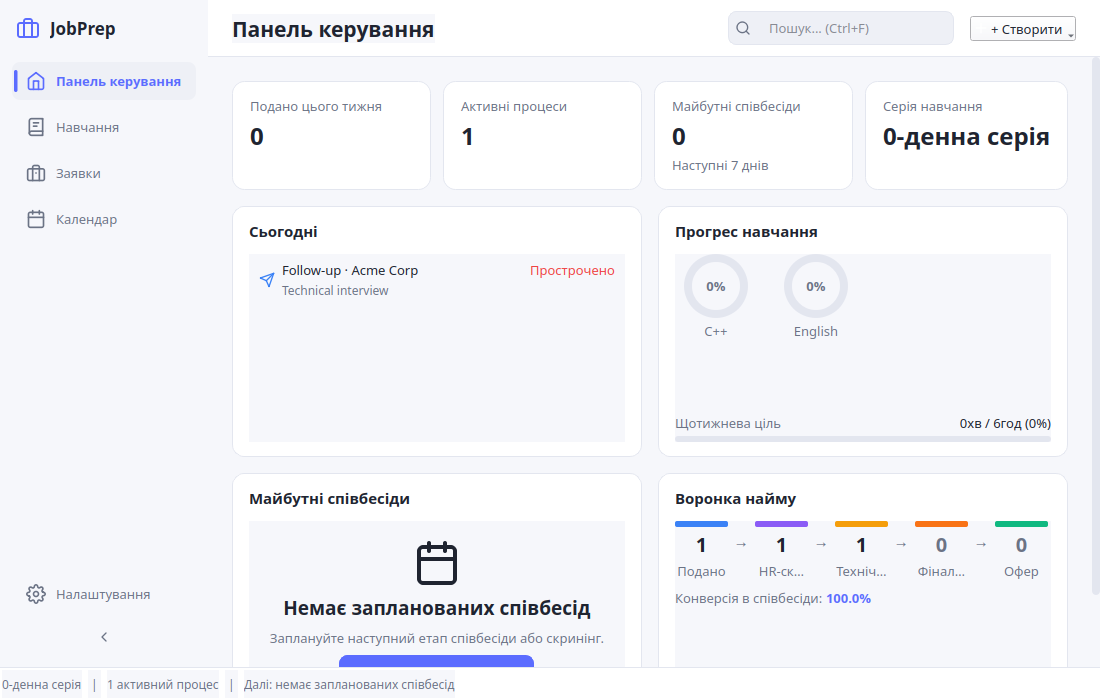 JobPrep
Панель керування
Пошук... (Ctrl+F)
+ Створити
Панель керування
Навчання
Заявки
Календар
Налаштування
Подано цього тижня
0
Активні процеси
1
Майбутні співбесіди
0
Наступні 7 днів
Серія навчання
0-денна серія
Сьогодні
Follow-up · Acme Corp
Прострочено
Technical interview
Прогрес навчання
0%
0%
C++
English
Щотижнева ціль
0хв / 6год (0%)
Майбутні співбесіди
Немає запланованих співбесід
Заплануйте наступний етап співбесіди або скринінг.
Воронка найму
1 → 1 → 1 → 0 → 0
Подано HR-ск... Техніч... Фінал... Офер
Конверсія в співбесіди: 100.0%
0-денна серія | 1 активний процес | Далі: немає запланованих співбесід